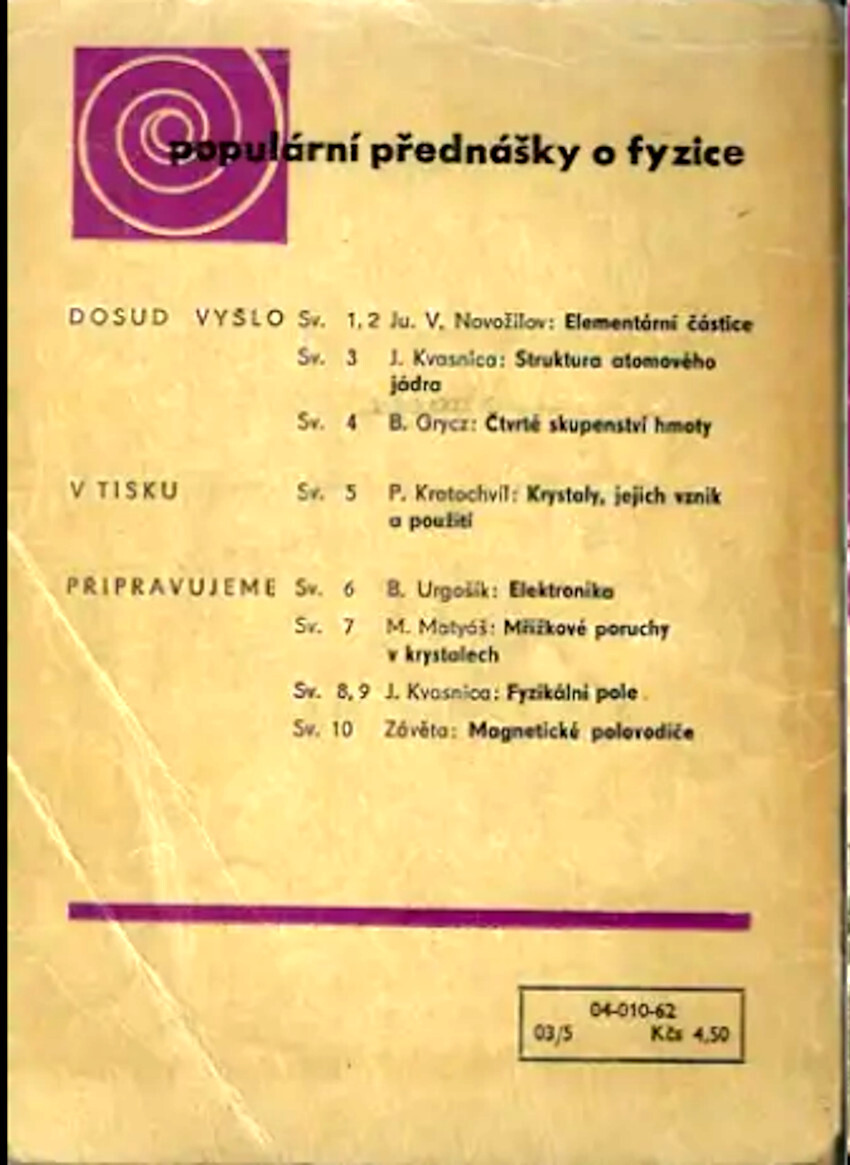 populární přednášky o fyzice
DOSUD VYŠLO Sv. 1, 2 Ju. V. Novožilov: Elementární částice
Sv. 3 J. Kvasnica: Struktura atomového
jádra
Sv. 4 B. Grycz: Čtvrté skupenství hmoty
V TISKU Sv. 5 P. Kratochvíl: Krystaly, jejich vznik
a použití
PŘIPRAVUJEME Sv. 6 B. Urgošík: Elektronika
Sv. 7 M. Matyáš: Mřížkové poruchy
v krystalech
Sv. 8, 9 J. Kvasnica: Fyzikální pole
Sv. 10 Závěta: Magnetické polovodiče
04-010-62
03/5 Kčs 4,50